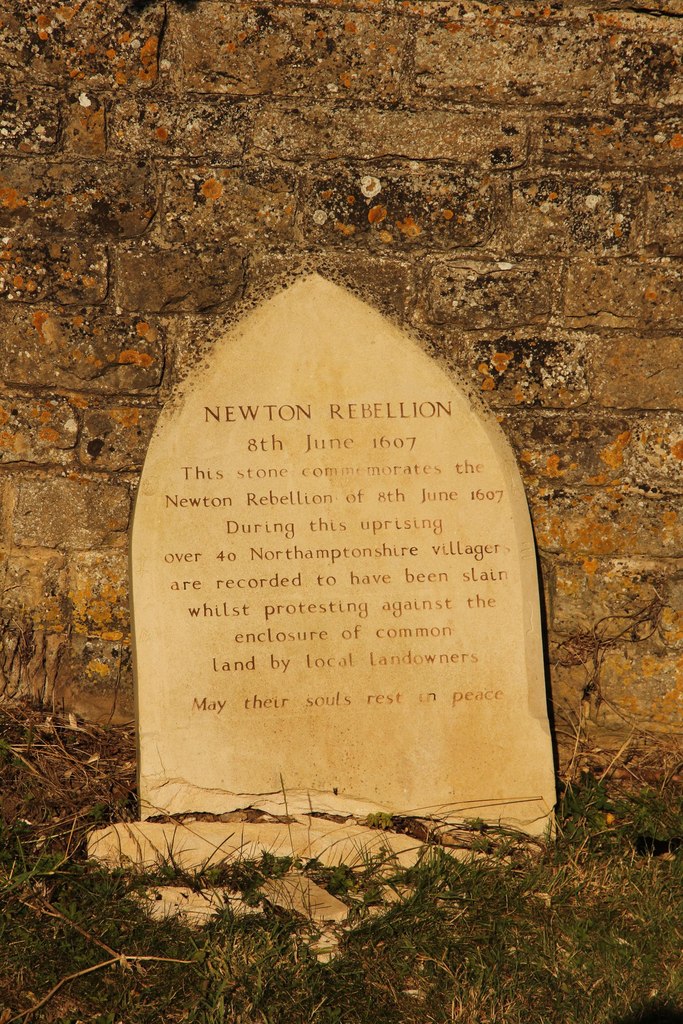 NEWTON REBELLION
8th June 1607
This stone commemorates the
Newton Rebellion of 8th June 1607
During this uprising
over 40 Northamptonshire villagers
are recorded to have been slain
whilst protesting against the
enclosure of common
land by local landowners
May their souls rest in peace